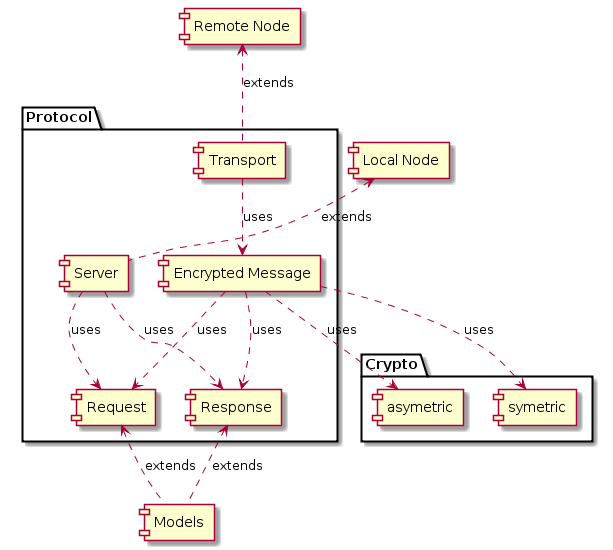 Remote Node
extends
Protocol
Transport
Local Node
uses
extends
Server
Encrypted Message
uses
uses
uses
uses
uses
uses
Crypto
Request
Response
asymetric
symetric
extends
extends
Models